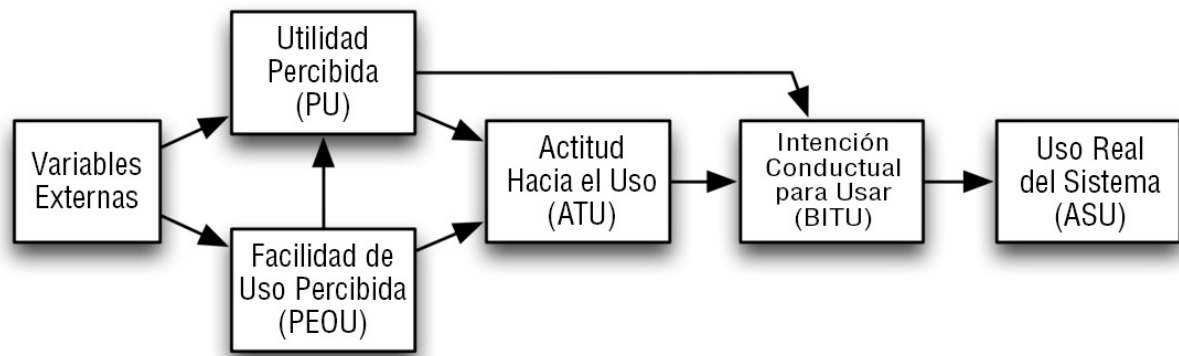 Utilidad
Percibida
(PU)
Variables
Externas
Facilidad de
Uso Percibida
(PEOU)
Actitud
Hacia el Uso
(ATU)
Intención
Conductual
para Usar
(BITU)
Uso Real
del Sistema
(ASU)